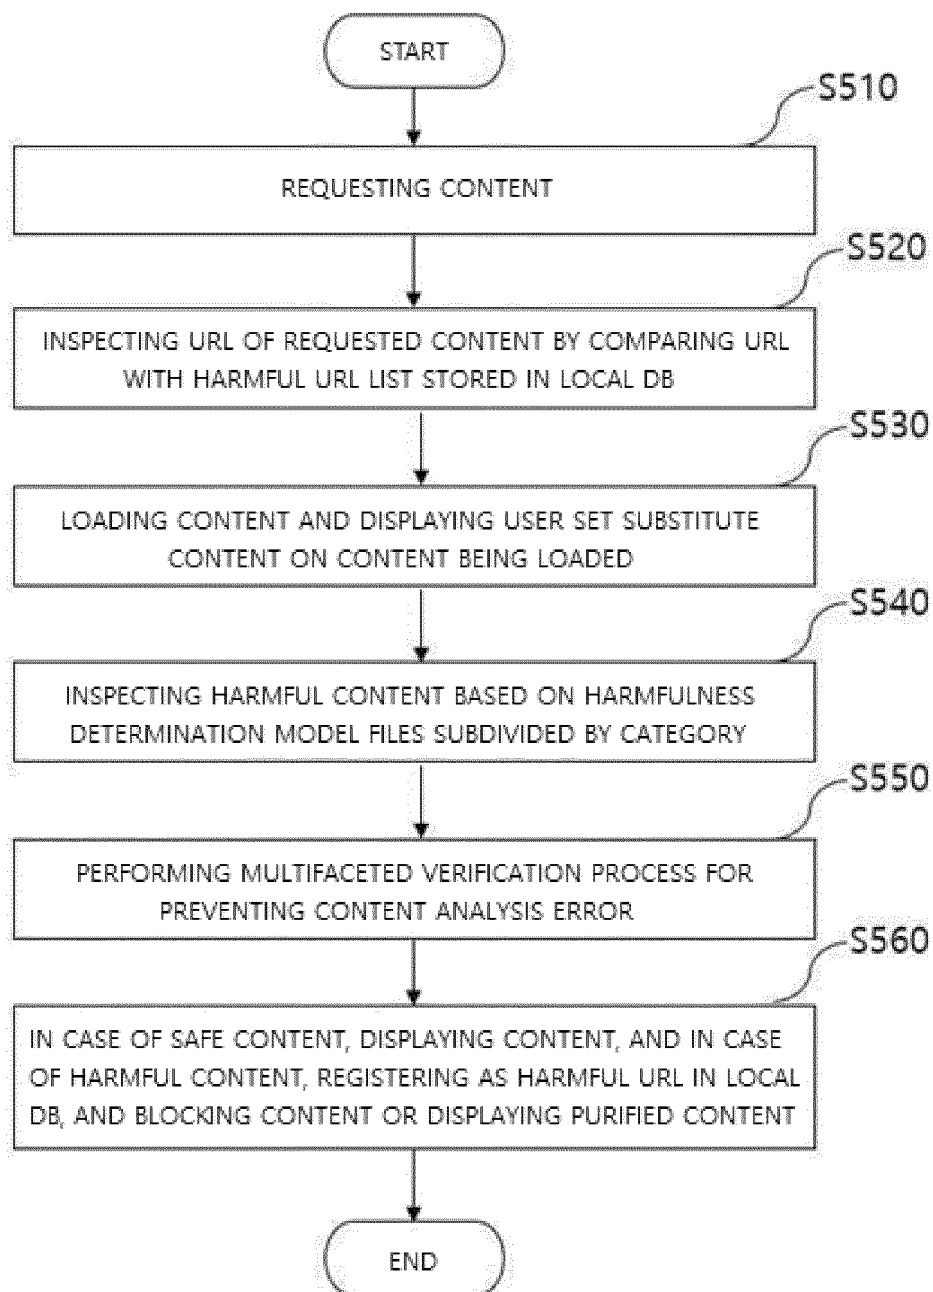 START
S510
REQUESTING CONTENT
S520
INSPECTING URL OF REQUESTED CONTENT BY COMPARING URL
WITH HARMFUL URL LIST STORED IN LOCAL DB
S530
LOADING CONTENT AND DISPLAYING USER SET SUBSTITUTE
CONTENT ON CONTENT BEING LOADED
S540
INSPECTING HARMFUL CONTENT BASED ON HARMFULNESS
DETERMINATION MODEL FILES SUBDIVIDED BY CATEGORY
S550
PERFORMING MULTIFACETED VERIFICATION PROCESS FOR
PREVENTING CONTENT ANALYSIS ERROR
S560
IN CASE OF SAFE CONTENT, DISPLAYING CONTENT, AND IN CASE
OF HARMFUL CONTENT, REGISTERING AS HARMFUL URL IN LOCAL
DB, AND BLOCKING CONTENT OR DISPLAYING PURIFIED CONTENT
END